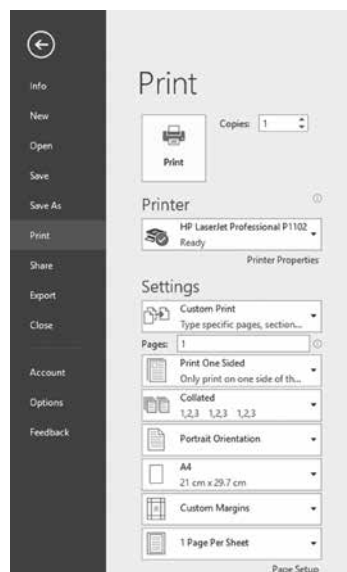 Info
New
Open
Save
Save As
Print
Share
Export
Close
Account
Options
Feedback
Print
Copies: 1
Print
Printer
HP LaserJet Professional P1102
Ready
Printer Properties
Settings
Custom Print
Type specific pages, section...
Pages: 1
Print One Sided
Only print on one side of th...
Collated
1,2,3 1,2,3 1,2,3
Portrait Orientation
A4
21 cm x 29.7 cm
Custom Margins
1 Page Per Sheet
Page Setup